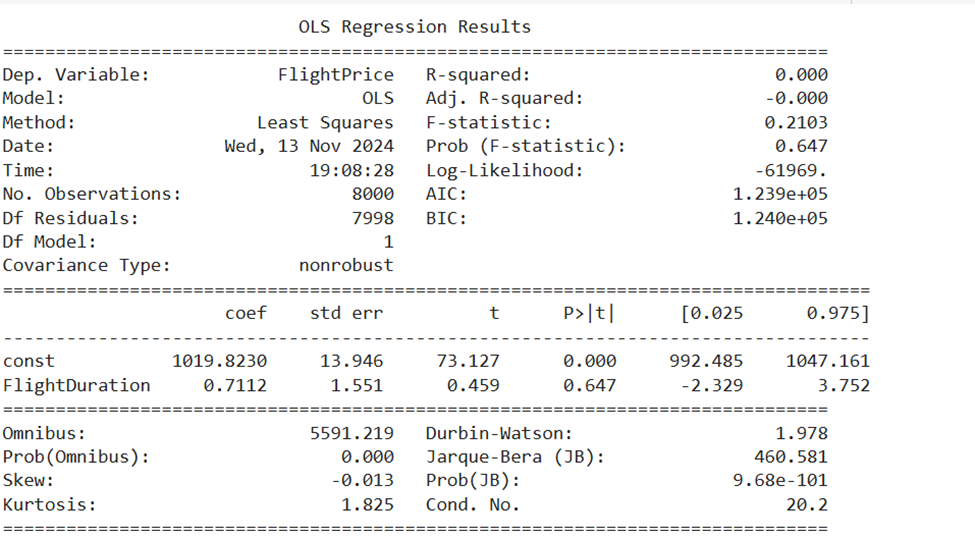 OLS Regression Results
==============================================================================
Dep. Variable: FlightPrice R-squared: 0.000
Model: OLS Adj. R-squared: -0.000
Method: Least Squares F-statistic: 0.2103
Date: Wed, 13 Nov 2024 Prob (F-statistic): 0.647
Time: 19:08:28 Log-Likelihood: -61969.
No. Observations: 8000 AIC: 1.239e+05
Df Residuals: 7998 BIC: 1.240e+05
Df Model: 1
Covariance Type: nonrobust
==================================================================================
coef std err t P>|t| [0.025 0.975]
----------------------------------------------------------------------------------
const 1019.8230 13.946 73.127 0.000 992.485 1047.161
FlightDuration 0.7112 1.551 0.459 0.647 -2.329 3.752
==============================================================================
Omnibus: 5591.219 Durbin-Watson: 1.978
Prob(Omnibus): 0.000 Jarque-Bera (JB): 460.581
Skew: -0.013 Prob(JB): 9.68e-101
Kurtosis: 1.825 Cond. No. 20.2
==============================================================================